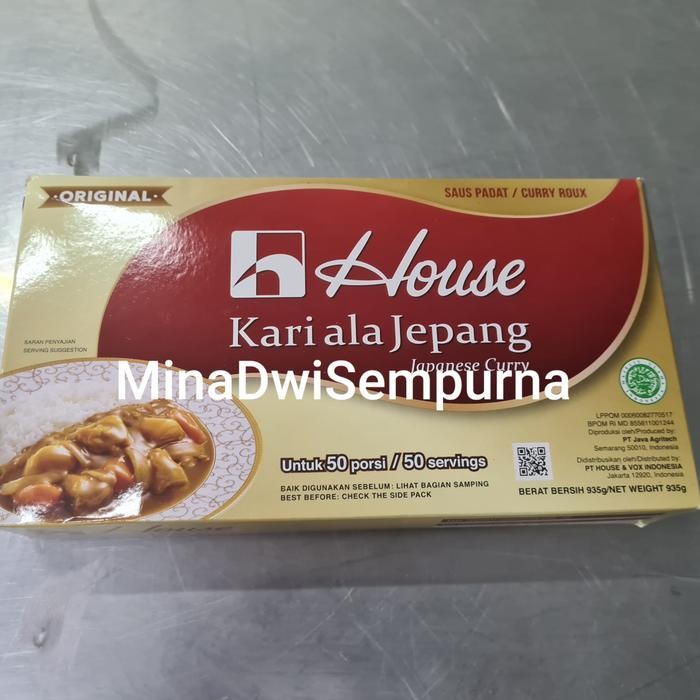 ·ORIGINAL·
SAUS PADAT / CURRY ROUX
House
Kari ala Jepang
Japanese Curry
SARAN PENYAJIAN
SERVING SUGGESTION
MinaDwiSempurna
Untuk 50 porsi / 50 servings
BAIK DIGUNAKAN SEBELUM: LIHAT BAGIAN SAMPING
BEST BEFORE: CHECK THE SIDE PACK
LPPOM 00060082770517
BPOM RI MD 855811001244
Diproduksi oleh/Produced by:
PT Java Agritech
Semarang 50010, Indonesia
Didistribusikan oleh/Distributed by:
PT HOUSE & VOX INDONESIA
Jakarta 12920, Indonesia
BERAT BERSIH 935g/NET WEIGHT 935g